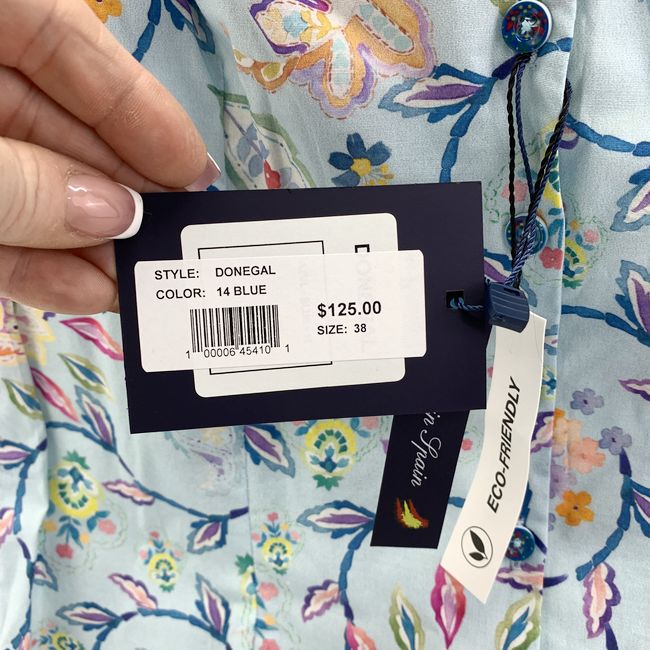 STYLE: DONEGAL
COLOR: 14 BLUE
$125.00
SIZE: 38
1 00006 45410 1
in Spain
ECO-FRIENDLY